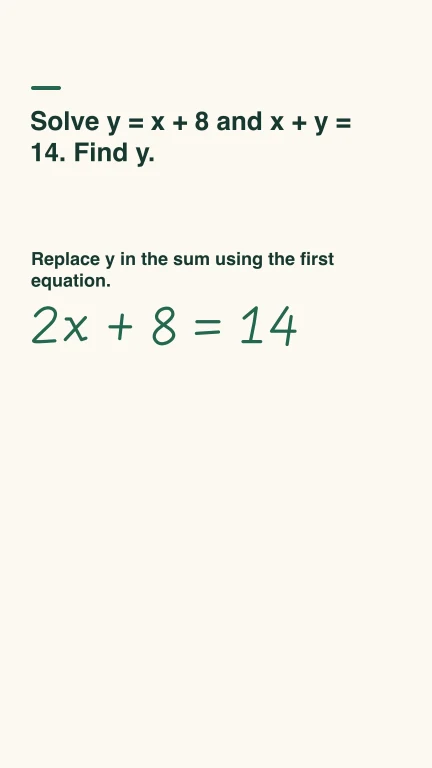 Solve y = x + 8 and x + y =
14. Find y.
Replace y in the sum using the first
equation.
2x + 8 = 14